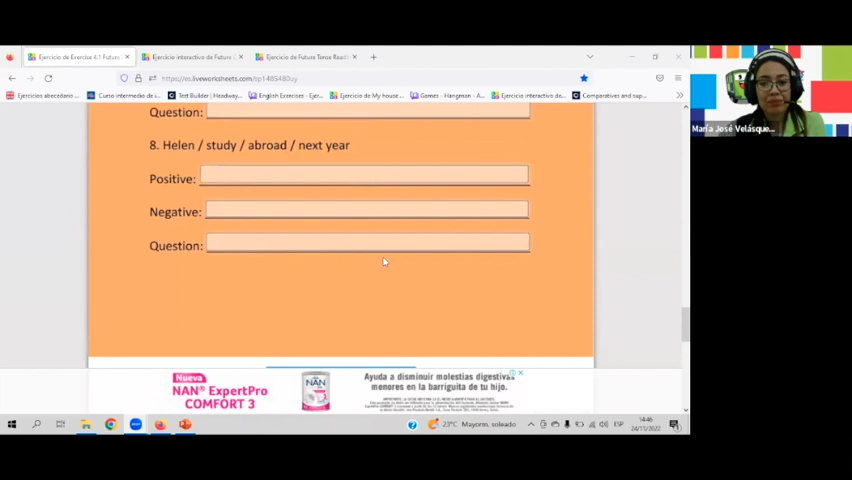 Ejercicio de Exercise 4.1 Future
Ejercicio interactivo de Future C
Ejercicio de Future Tense Readi
https://es.liveworksheets.com/sp1485480uy
Ejercicios abecedario
Curso intermedio de i
Test Builder | Headway
English Exercises - Ejer
Ejercicio de My house
Games - Hangman - A
Ejercicio interactivo de
Comparatives and sup
María José Velásque...
Question:
8. Helen / study / abroad / next year
Positive:
Negative:
Question:
Nueva
NAN® ExpertPro
COMFORT 3
NAN
Ayuda a disminuir molestias digestivas
menores en la barriguita de tu hijo.
23°C Mayorm. soleado
ESP
14:46
24/11/2022